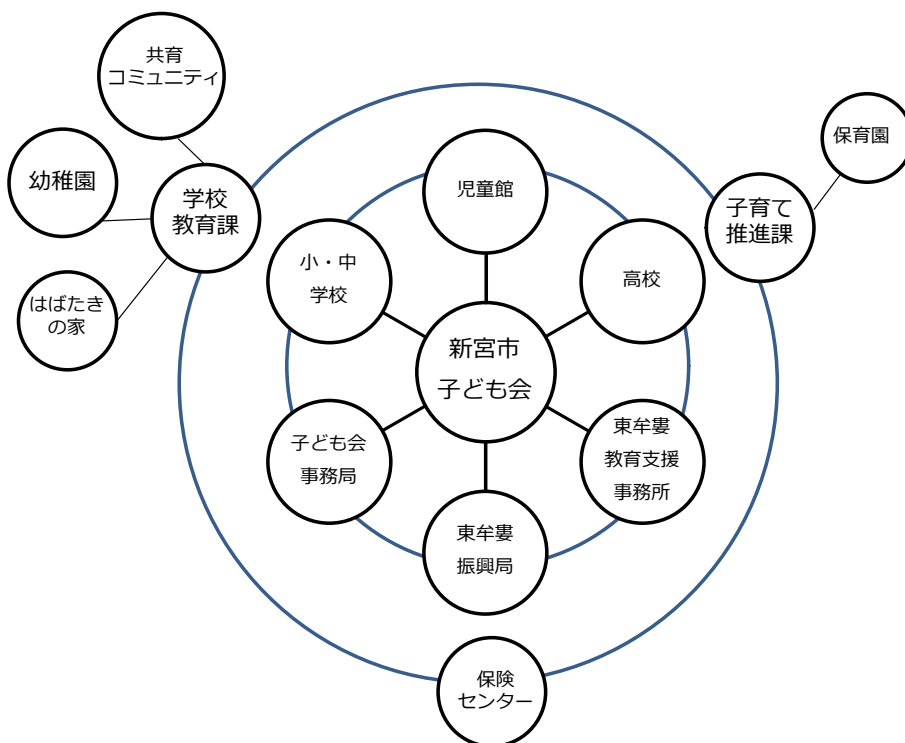 共育
コミュニティ
幼稚園
学校
教育課
はばたき
の家
児童館
小・中
学校
高校
新宮市
子ども会
子ども会
事務局
東牟婁
振興局
東牟婁
教育支援
事務所
子育て
推進課
保育園
保険
センター